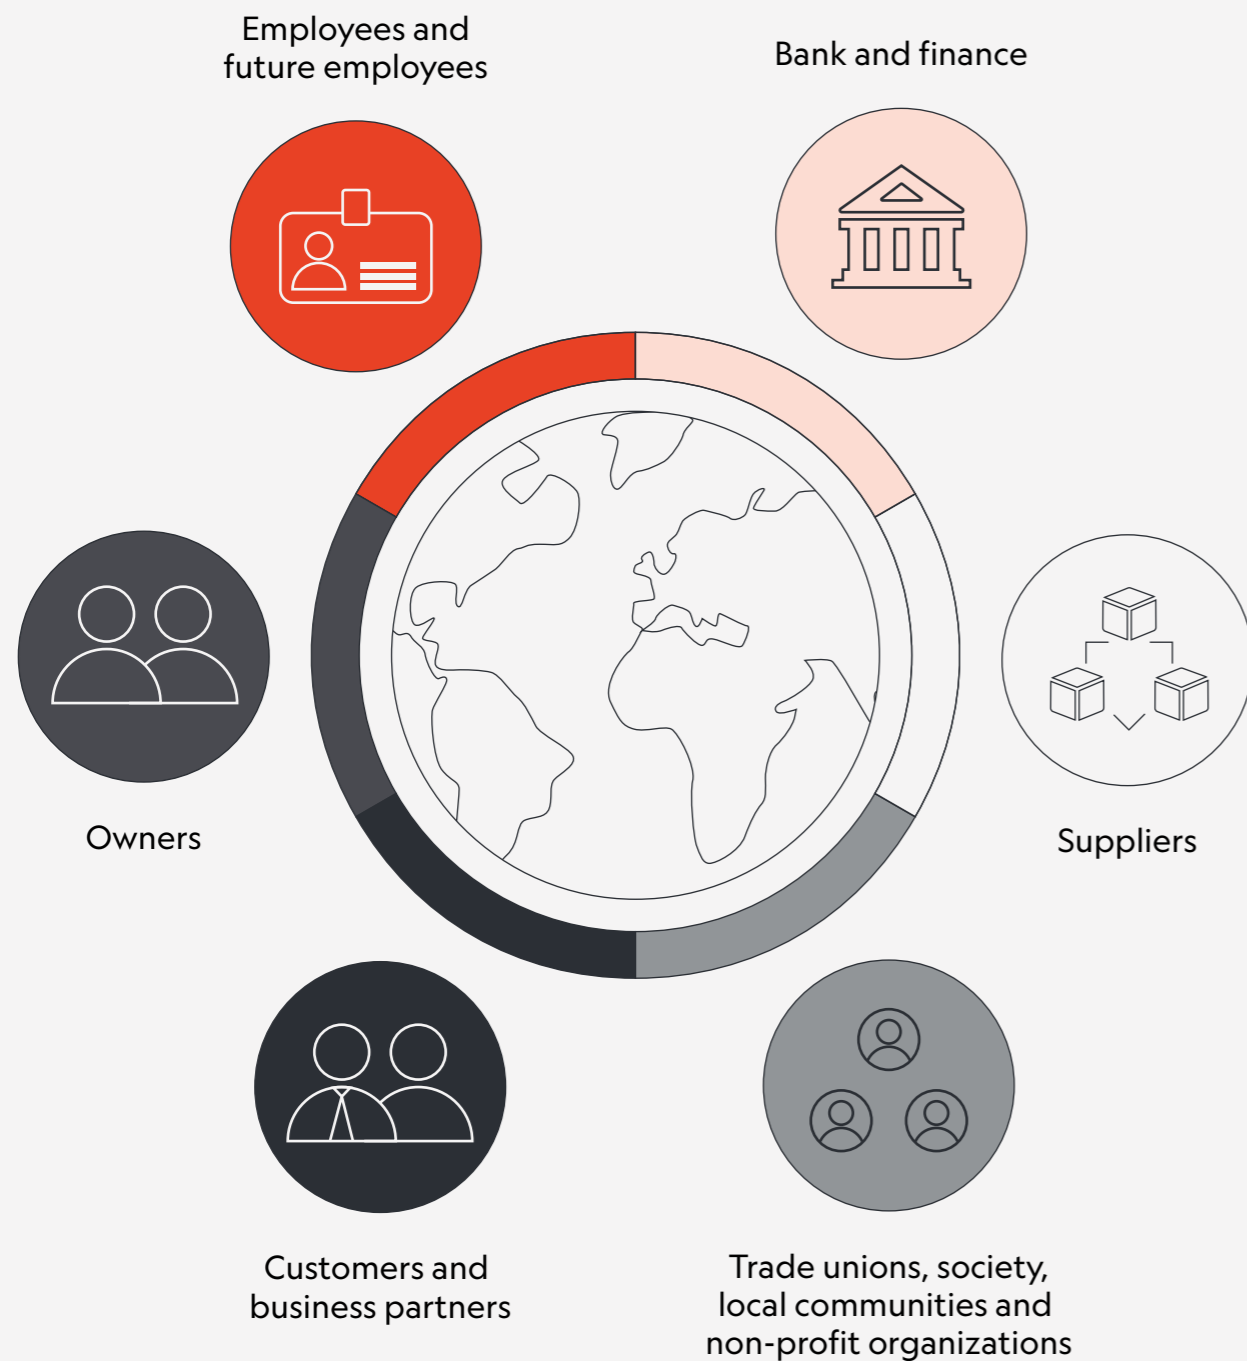 Employees and
future employees
Bank and finance
Owners
Suppliers
Customers and
business partners
Trade unions, society,
local communities and
non-profit organizations